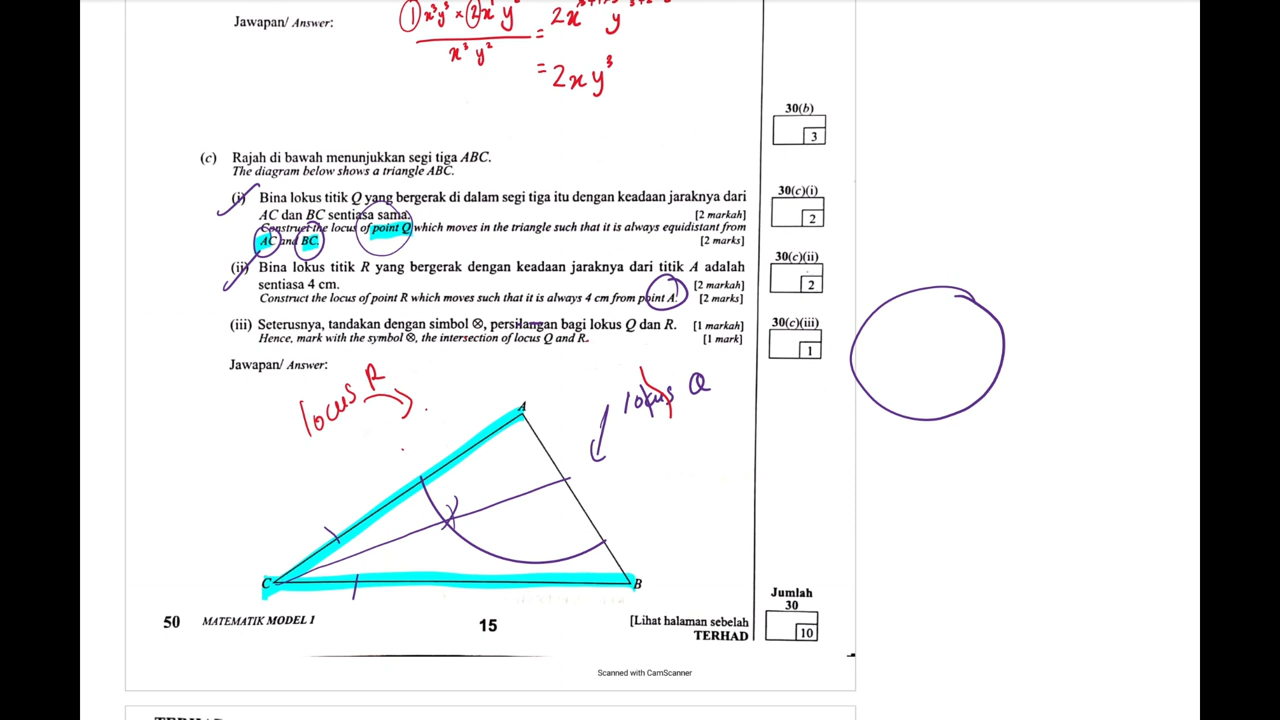 Jawapan/ Answer:
= 2xy³
30(b)
3
(c) Rajah di bawah menunjukkan segi tiga ABC.
The diagram below shows a triangle ABC.
(i) Bina lokus titik Q yang bergerak di dalam segi tiga itu dengan keadaan jaraknya dari
AC dan BC sentiasa sama. [2 markah]
Construct the locus of point Q which moves in the triangle such that it is always equidistant from
AC and BC. [2 marks]
30(c)(i)
2
(ii) Bina lokus titik R yang bergerak dengan keadaan jaraknya dari titik A adalah
sentiasa 4 cm. [2 markah]
Construct the locus of point R which moves such that it is always 4 cm from point A. [2 marks]
30(c)(ii)
2
(iii) Seterusnya, tandakan dengan simbol ⊗, persilangan bagi lokus Q dan R. [1 markah]
Hence, mark with the symbol ⊗, the intersection of locus Q and R. [1 mark]
30(c)(iii)
1
Jawapan/ Answer:
locus R
lokus Q
A
C
B
Jumlah
30
10
50 MATEMATIK MODEL 1
15
[Lihat halaman sebelah
TERHAD
Scanned with CamScanner